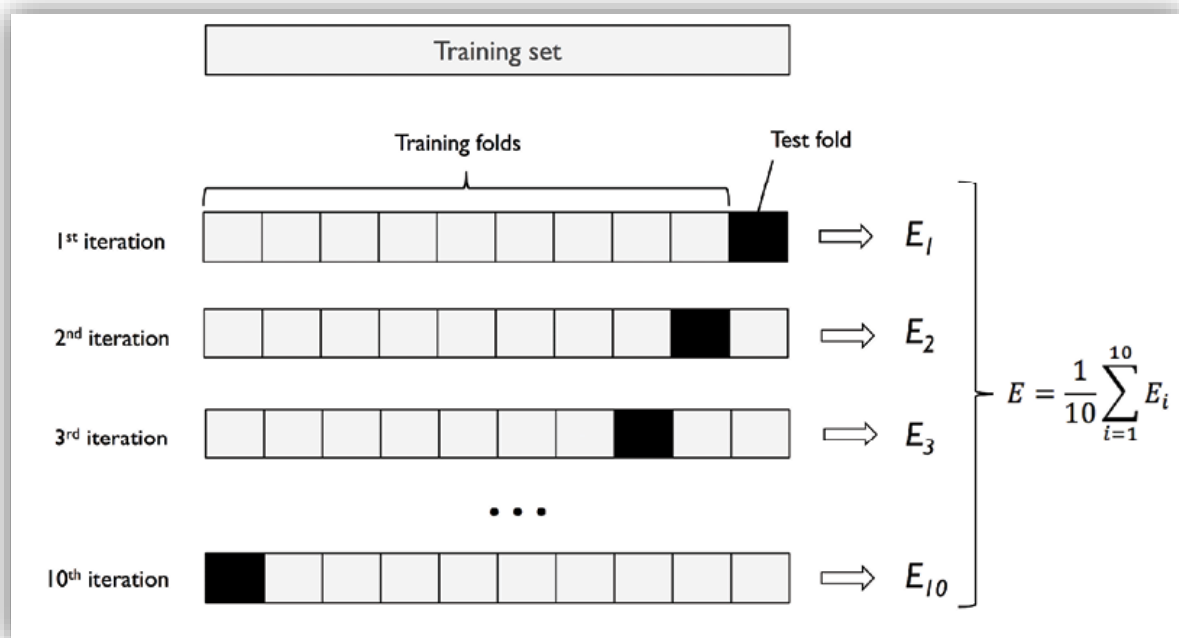 Training set
Training folds
Test fold
1st iteration
E1
2nd iteration
E2
E = 1/10 ∑_{i=1}^{10} E_i
3rd iteration
E3
• • •
10th iteration
E10